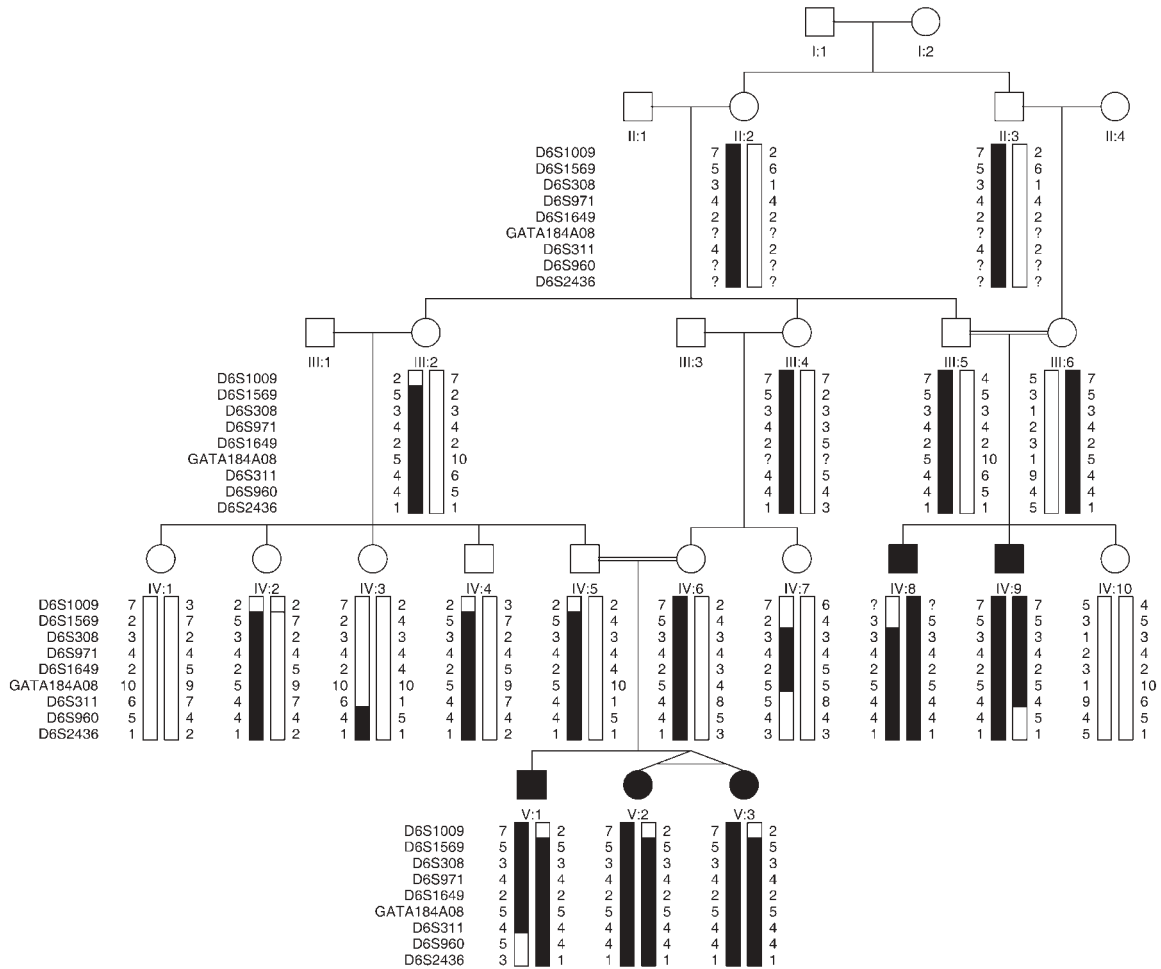 I:1 I:2
II:1 II:2 II:3 II:4
D6S1009 7 2 7 2
D6S1569 5 6 5 6
D6S308 3 1 3 1
D6S971 4 4 4 4
D6S1649 2 2 2 2
GATA184A08 ? ? ? ?
D6S311 4 2 4 2
D6S960 ? ? ? ?
D6S2436 ? ? ? ?
III:1 III:2 III:3 III:4 III:5 III:6
D6S1009 2 7 7 7 7 4 5 7
D6S1569 5 2 5 2 5 5 3 5
D6S308 3 3 3 3 3 3 1 3
D6S971 4 4 4 3 4 4 2 4
D6S1649 2 2 2 5 2 2 3 2
GATA184A08 5 10 ? ? 5 10 1 5
D6S311 4 6 4 5 4 6 9 4
D6S960 4 5 4 4 4 5 4 4
D6S2436 1 1 1 3 1 1 5 1
IV:1 IV:2 IV:3 IV:4 IV:5 IV:6 IV:7 IV:8 IV:9 IV:10
D6S1009 7 3 2 2 7 2 2 3 2 2 7 2 7 6 ? ? 7 7 5 4
D6S1569 2 7 5 7 2 4 5 7 5 4 5 4 2 4 3 5 5 5 3 5
D6S308 3 2 3 2 3 3 3 2 3 3 3 2 3 3 3 3 3 3 1 3
D6S971 4 4 4 4 4 4 4 4 4 4 4 4 4 4 4 4 4 4 2 4
D6S1649 2 5 2 5 2 4 2 5 2 4 2 3 2 2 2 2 2 2 3 2
GATA184A08 10 9 5 9 10 10 5 9 5 10 5 1 5 5 5 5 5 5 1 10
D6S311 6 7 4 7 6 1 4 7 4 1 4 8 5 8 4 4 4 4 9 6
D6S960 5 4 4 4 4 5 4 4 4 5 4 5 4 4 4 4 4 5 4 5
D6S2436 1 2 1 2 1 1 1 2 1 1 1 3 3 3 1 1 1 1 5 1
V:1 V:2 V:3
D6S1009 7 2 7 2 7 2
D6S1569 5 5 5 5 5 5
D6S308 3 3 3 3 3 3
D6S971 4 4 4 4 4 4
D6S1649 2 2 2 2 2 2
GATA184A08 5 5 5 5 5 5
D6S311 4 4 4 4 4 4
D6S960 5 4 4 4 4 4
D6S2436 3 1 1 1 1 1